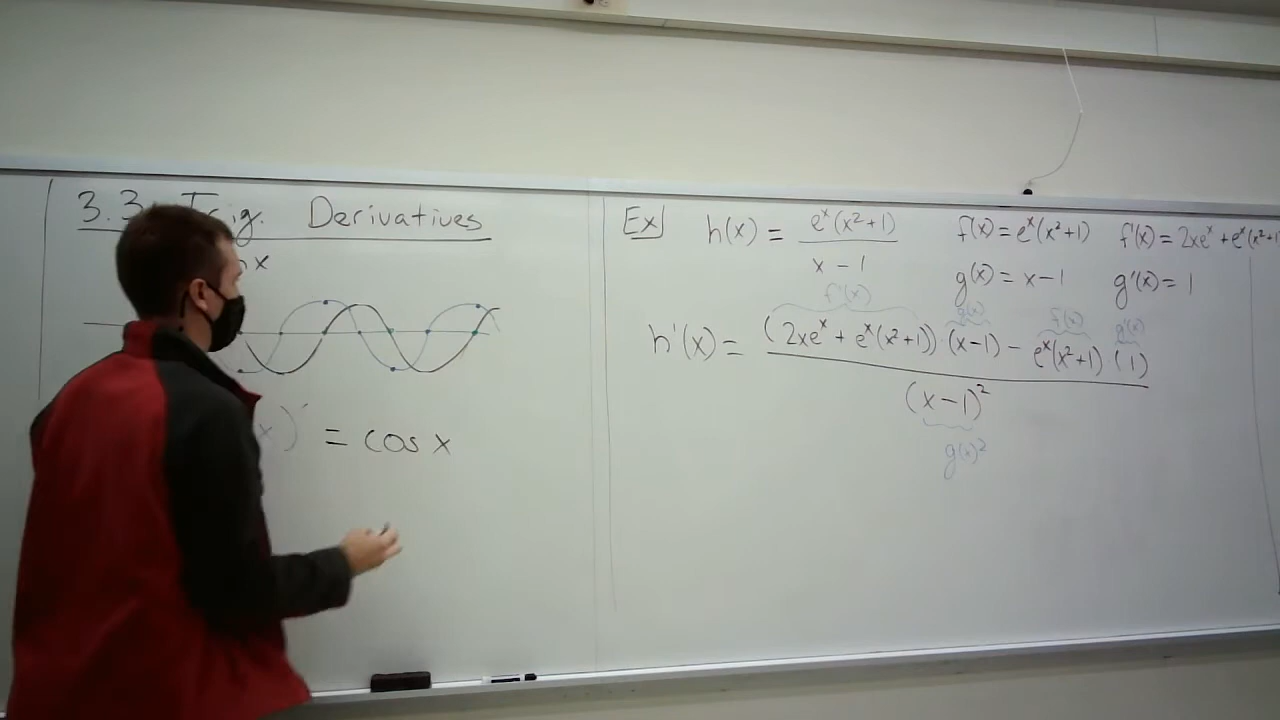 3.3 Trig. Derivatives
x
x)' = cos x
Ex h(x) = e^x(x²+1) / x - 1
f(x) = e^x(x²+1) f'(x) = 2xe^x + e^x(x²+1
g(x) = x - 1 g'(x) = 1
f'(x) g(x) f(x) g'(x)
h'(x) = (2xe^x + e^x(x²+1))·(x-1) - e^x(x²+1)·(1) / (x-1)²
g(x)²